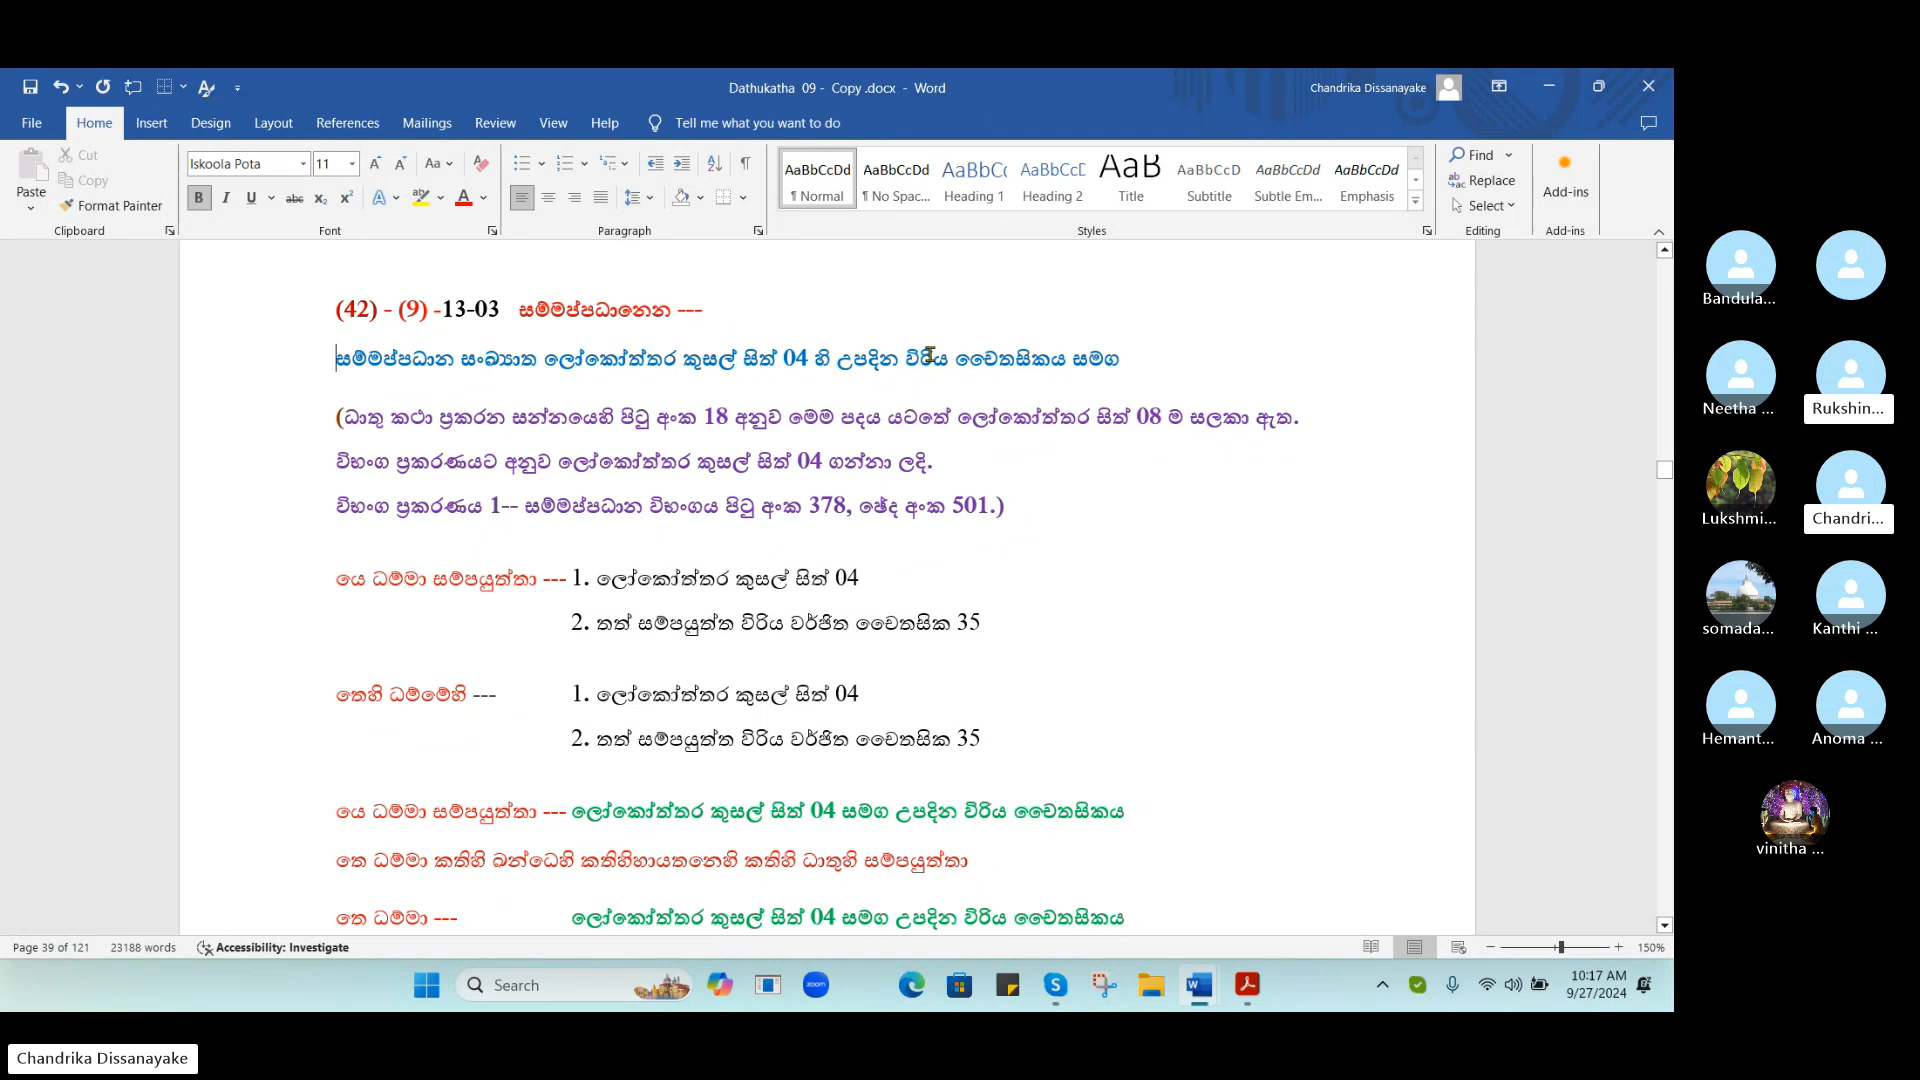 Dathukatha 09 - Copy .docx - Word
Chandrika Dissanayake
File Home Insert Design Layout References Mailings Review View Help Tell me what you want to do
Paste
Cut
Copy
Format Painter
Clipboard
Iskoola Pota 11
Font
Paragraph
AaBbCcDd AaBbCcDd AaBbCc AaBbCcD AaB AaBbCcD AaBbCcDd AaBbCcDd
¶ Normal ¶ No Spac... Heading 1 Heading 2 Title Subtitle Subtle Em... Emphasis
Styles
Find
Replace
Select
Editing
Add-ins
Add-ins
(42) - (9) -13-03 සම්මප්පධානෙන ---
සම්මප්පධාන සංඛ්‍යාත ලෝකෝත්තර කුසල් සිත් 04 හි උපදින විරිය චෛතසිකය සමග
(ධාතු කථා ප්‍රකරන සන්නයෙහි පිටු අංක 18 අනුව මෙම පදය යටතේ ලෝකෝත්තර සිත් 08 ම සලකා ඇත.
විභංග ප්‍රකරණයට අනුව ලෝකෝත්තර කුසල් සිත් 04 ගන්නා ලදි.
විභංග ප්‍රකරණය 1-- සම්මප්පධාන විභංගය පිටු අංක 378, ඡේද අංක 501.)
යෙ ධම්මා සම්පයුත්තා --- 1. ලෝකෝත්තර කුසල් සිත් 04
2. තත් සම්පයුත්ත විරිය වර්ජිත චෛතසික 35
තෙහි ධම්මේහි --- 1. ලෝකෝත්තර කුසල් සිත් 04
2. තත් සම්පයුත්ත විරිය වර්ජිත චෛතසික 35
යෙ ධම්මා සම්පයුත්තා --- ලෝකෝත්තර කුසල් සිත් 04 සමග උපදින විරිය චෛතසිකය
තෙ ධම්මා කතිහි ඛන්ධෙහි කතිහිහායතනෙහි කතිහි ධාතුහි සම්පයුත්තා
තෙ ධම්මා --- ලෝකෝත්තර කුසල් සිත් 04 සමග උපදින විරිය චෛතසිකය
Page 39 of 121 23188 words Accessibility: Investigate
150%
Search
zoom
10:17 AM
9/27/2024
Bandula...
Neetha ... Rukshin...
Lukshmi... Chandri...
somada... Kanthi ...
Hemant... Anoma ...
vinitha ...
Chandrika Dissanayake